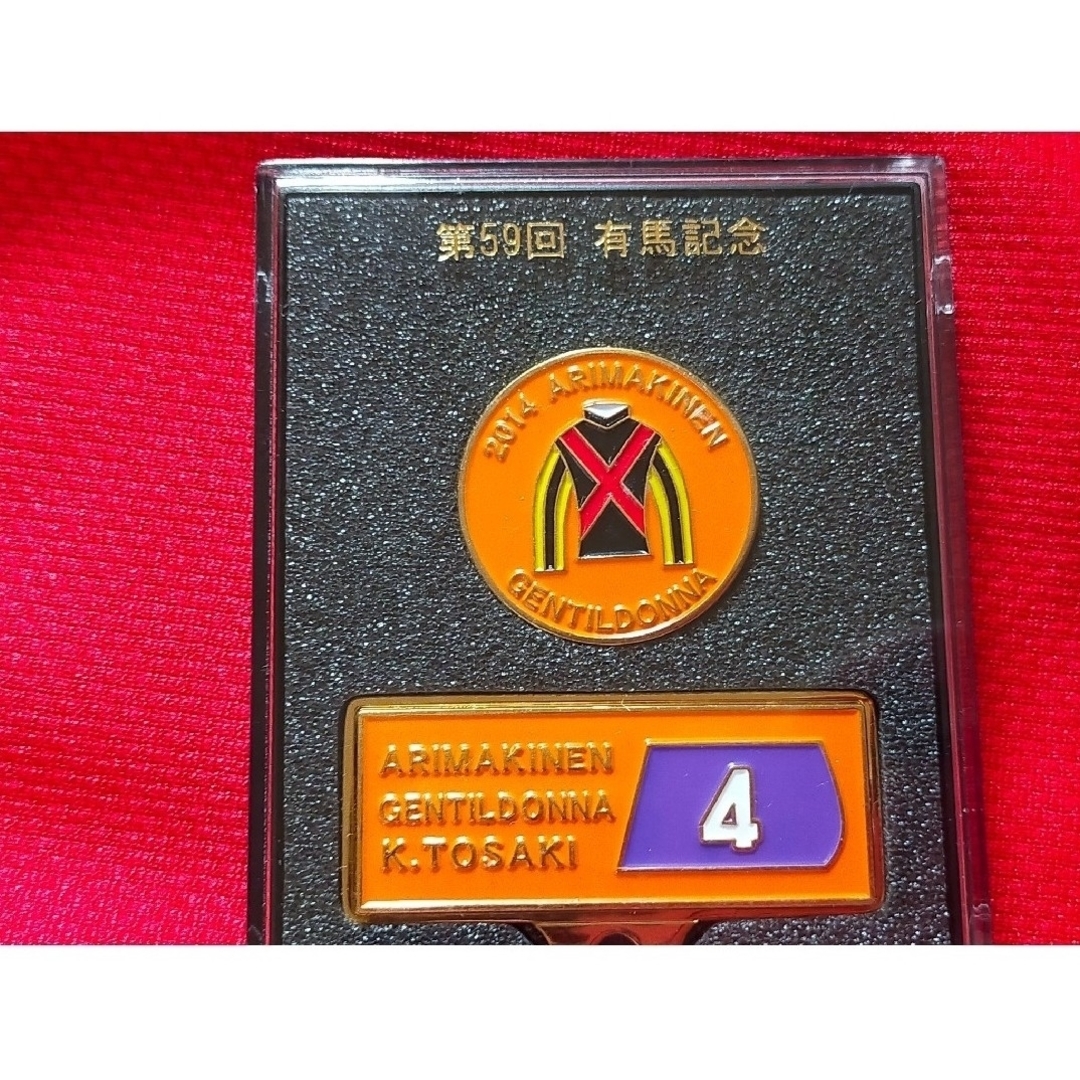 第59回 有馬記念
2014 ARIMAKINEN
GENTILDONNA
ARIMAKINEN
GENTILDONNA
K.TOSAKI
4